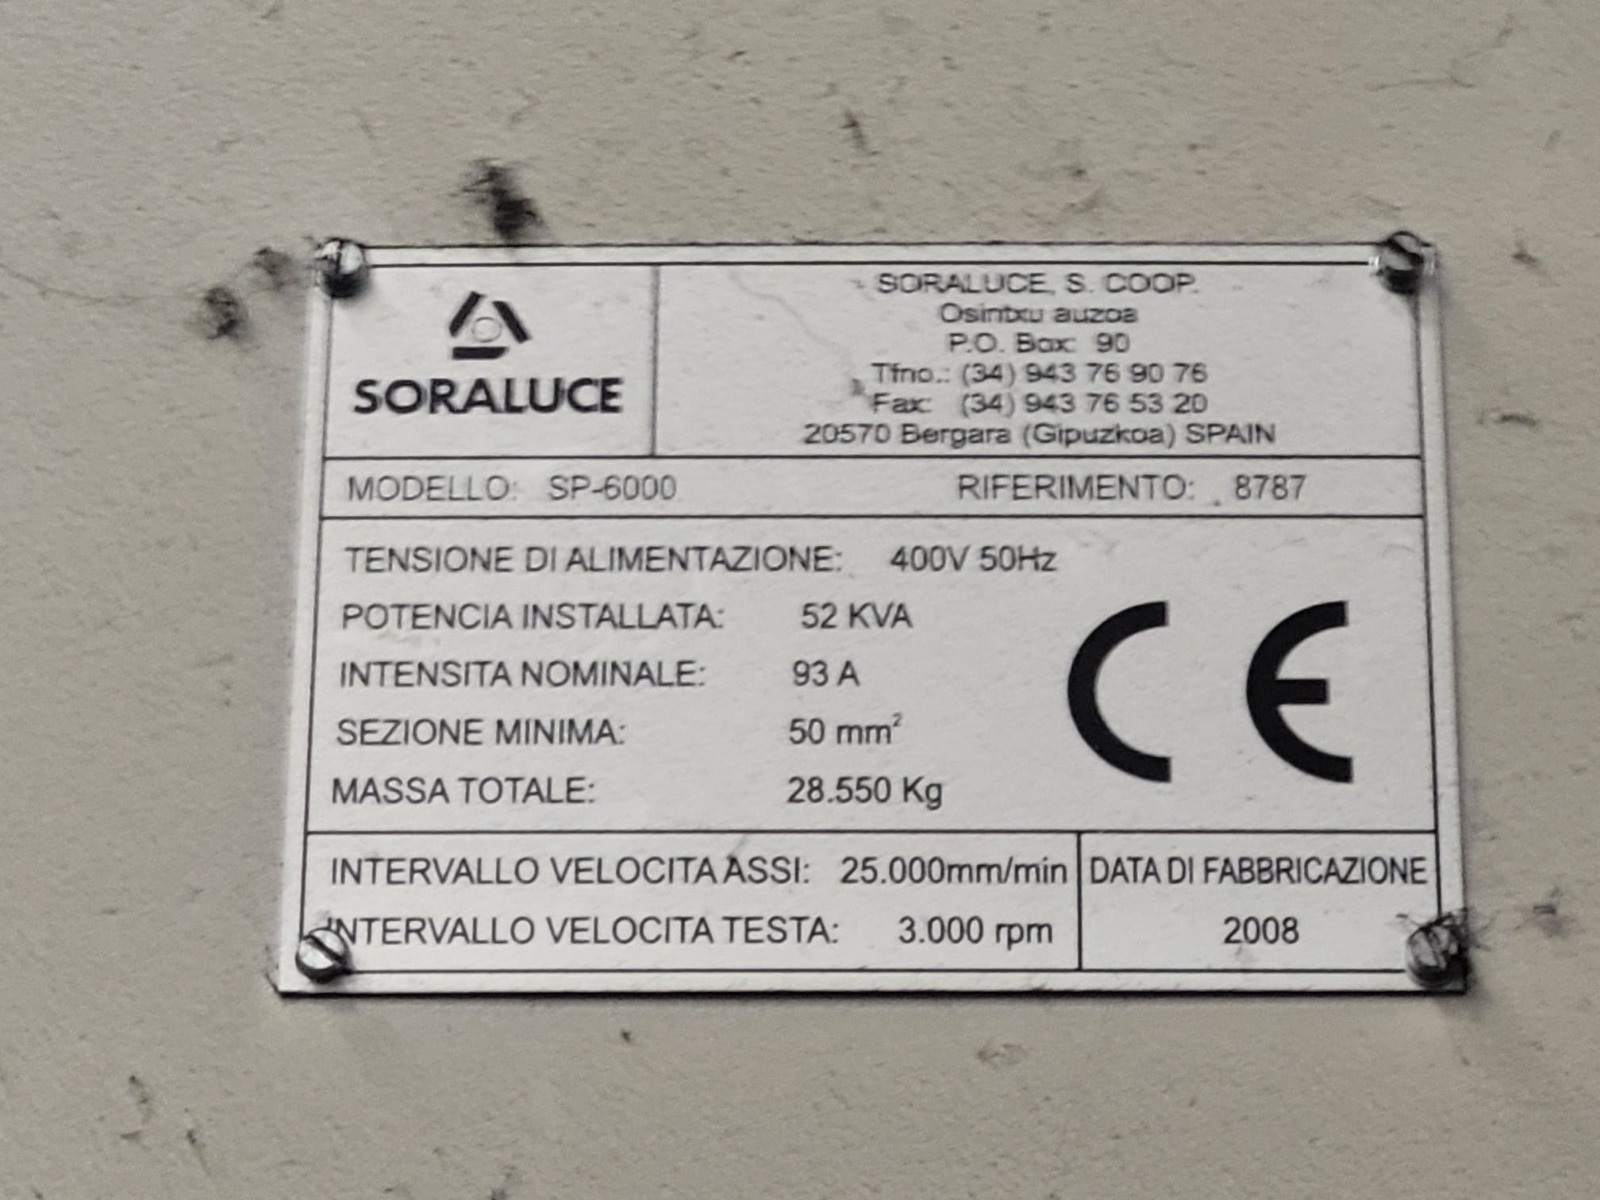 SORALUCE
SORALUCE, S. COOP.
Osintxu auzoa
P.O. Box: 90
Tfno.: (34) 943 76 90 76
Fax: (34) 943 76 53 20
20570 Bergara (Gipuzkoa) SPAIN
MODELLO: SP-6000 RIFERIMENTO: 8787
TENSIONE DI ALIMENTAZIONE: 400V 50Hz
POTENCIA INSTALLATA: 52 KVA
INTENSITA NOMINALE: 93 A
SEZIONE MINIMA: 50 mm²
MASSA TOTALE: 28.550 Kg
CE
INTERVALLO VELOCITA ASSI: 25.000mm/min
INTERVALLO VELOCITA TESTA: 3.000 rpm
DATA DI FABBRICAZIONE
2008